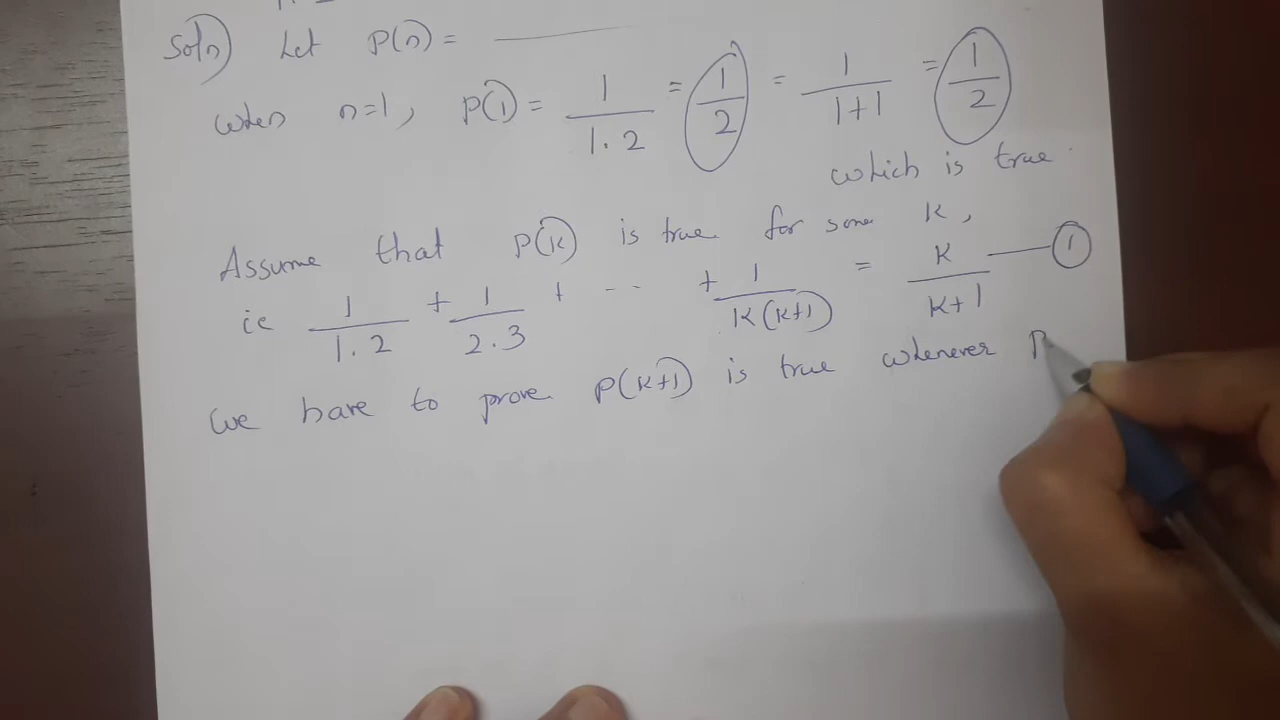 Soln) Let P(n) = ———
when n=1, P(1) = 1/1.2 = 1/2 = 1/1+1 = 1/2
which is true.
Assume that P(k) is true for some k,
ie 1/1.2 + 1/2.3 + ... + 1/k(k+1) = k/k+1 — ①
We have to prove P(k+1) is true whenever P